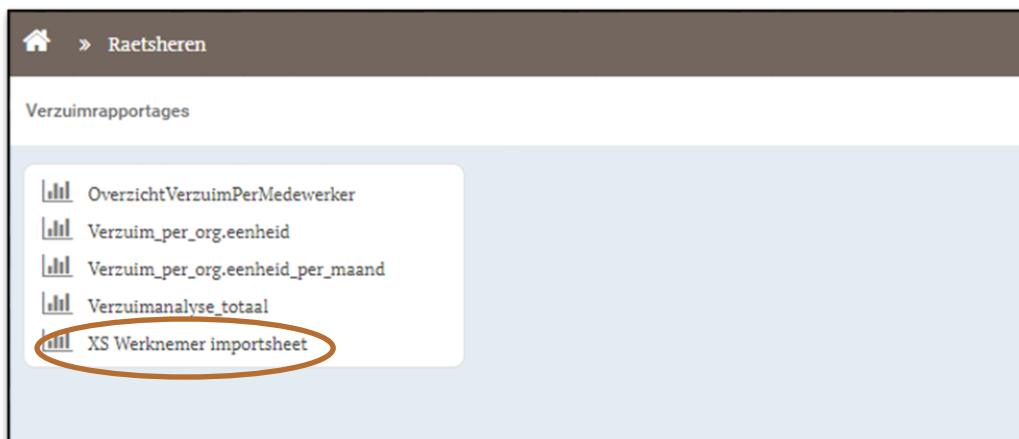 » Raetsheren
Verzuimrapportages
OverzichtVerzuimPerMedewerker
Verzuim_per_org.eenheid
Verzuim_per_org.eenheid_per_maand
Verzuimanalyse_totaal
XS Werknemer importsheet